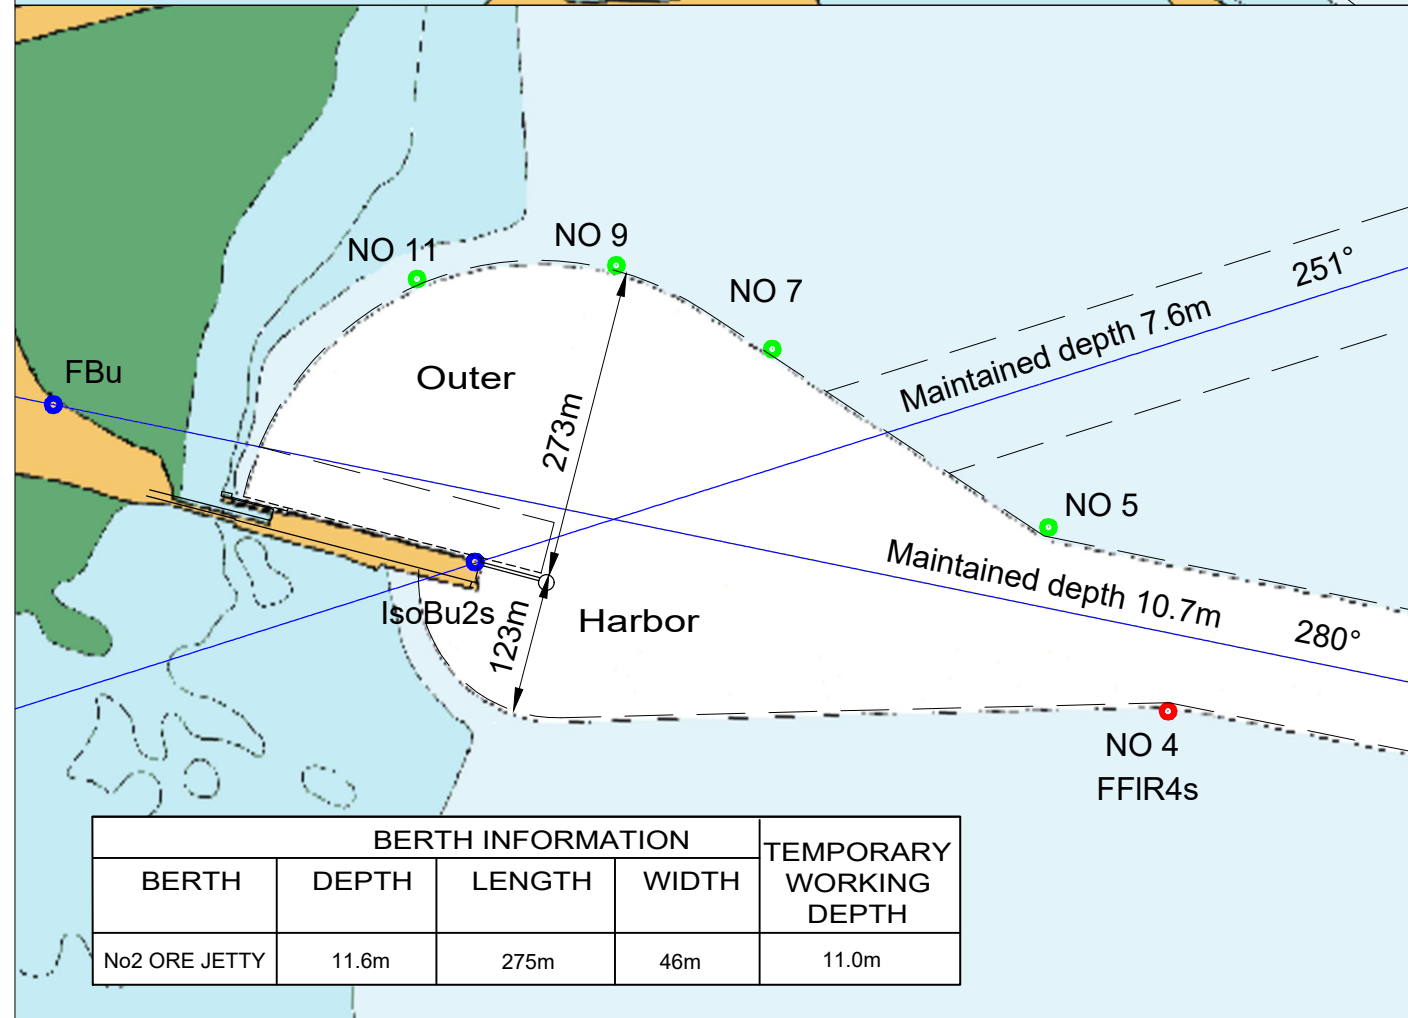 NO 9
NO 11
251°
NO 7
Maintained depth 7.6m
FBu
Outer
273m
NO 5
Maintained depth 10.7m
IsoBu2s
Harbor
280°
123m
NO 4
FFlR4s
BERTH INFORMATION
TEMPORARY
WORKING
DEPTH
BERTH DEPTH LENGTH WIDTH
No2 ORE JETTY 11.6m 275m 46m 11.0m